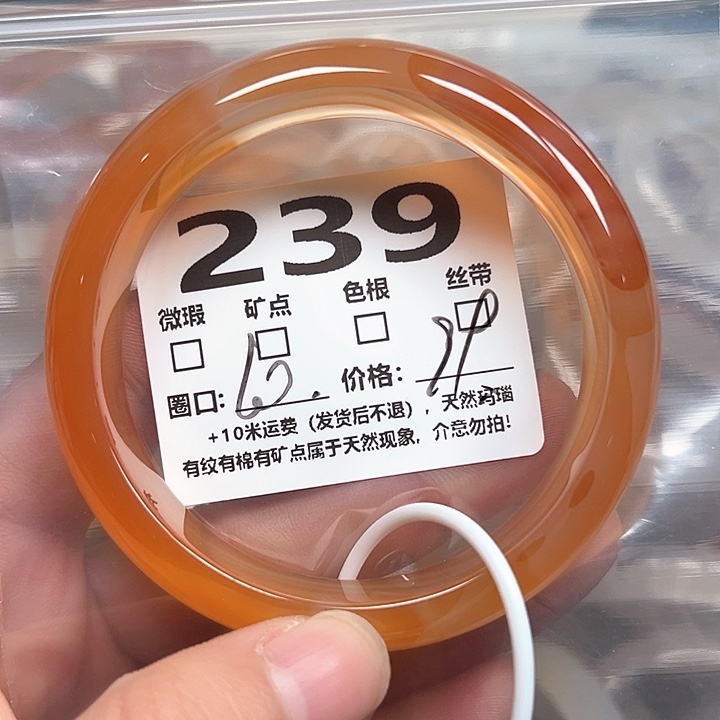 239
微瑕 矿点 色根 丝带
圈口: 価格:
+10米运费（发货后不退），天然玛瑙
有纹有棉有矿点属于天然现象，介意勿拍!